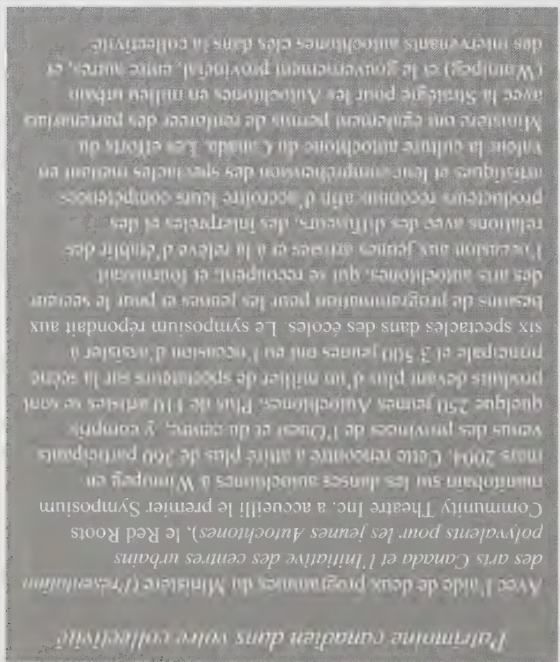 Patrimoine canadien dans votre collectivité
Avec l'aide de deux programmes du Ministère (Présentation
des arts Canada et l'Initiative des centres urbains
polyvalents pour les jeunes Autochtones), le Red Roots
Community Theatre Inc. a accueilli le premier Symposium
manitobain sur les danses autochtones à Winnipeg en
mars 2004. Cette rencontre a attiré plus de 360 participants
venus des provinces de l'Ouest et du centre, y compris
quelque 250 jeunes Autochtones. Plus de 110 artistes se sont
produits devant plus d'un millier de spectateurs sur la scène
principale et 3 500 jeunes ont eu l'occasion d'assister à
six spectacles dans des écoles. Le symposium répondait aux
besoins de programmation pour les jeunes et pour le secteur
des arts autochtones, qui se recoupent, et fournissait
l'occasion aux jeunes artistes et à la relève d'établir des
relations avec des diffuseurs, des interprètes et des
producteurs reconnus afin d'accroître leurs compétences
artistiques et leur compréhension des spectacles mettant en
valeur la culture autochtone du Canada. Les efforts du
Ministère ont également permis de renforcer des partenariats
avec la Stratégie pour les Autochtones en milieu urbain
(Winnipeg) et le gouvernement provincial, entre autres, et
des intervenants autochtones clés dans la collectivité.